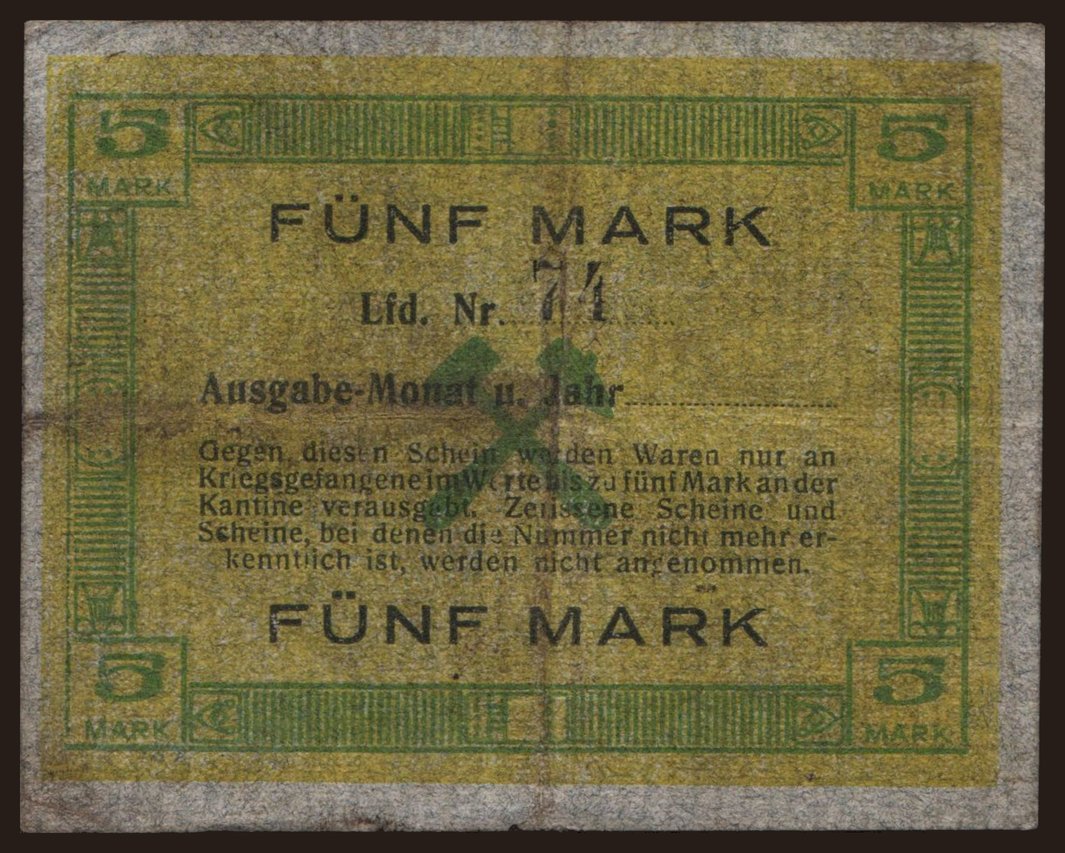 5 5
MARK MARK
FÜNF MARK
Lfd. Nr. 74
Ausgabe-Monat u. Jahr
Gegen diesen Schein werden Waren nur an
Kriegsgefangene im Werte bis zu fünf Mark an der
Kantine verausgabt. Zerissene Scheine und
Scheine, bei denen die Nummer nicht mehr er-
kenntlich ist, werden nicht angenommen.
FÜNF MARK
5 5
MARK MARK